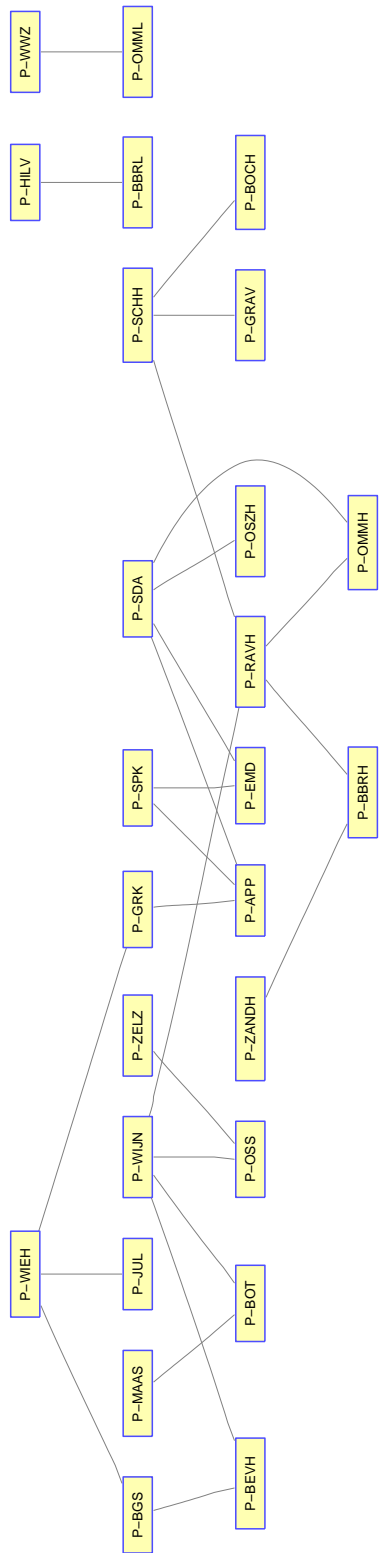 P-WIEH
P-HILV
P-WWZ
P-BGS
P-MAAS
P-JUL
P-WIJN
P-ZELZ
P-GRK
P-SPK
P-SDA
P-SCHH
P-BBRL
P-OMML
P-BEVH
P-BOT
P-OSS
P-ZANDH
P-APP
P-EMD
P-RAVH
P-OSZH
P-GRAV
P-BOCH
P-BBRH
P-OMMH